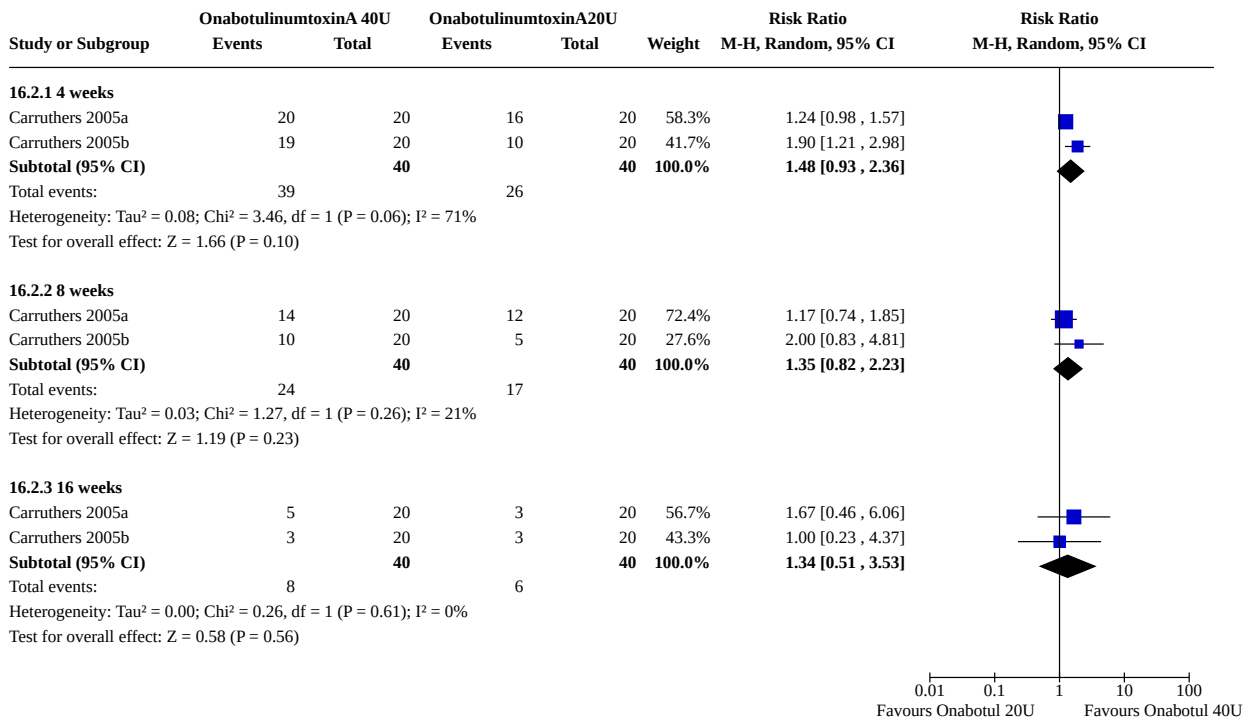 OnabotulinumtoxinA 40U OnabotulinumtoxinA20U Risk Ratio Risk Ratio
Study or Subgroup Events Total Events Total Weight M-H, Random, 95% CI M-H, Random, 95% CI
16.2.1 4 weeks
Carruthers 2005a 20 20 16 20 58.3% 1.24 [0.98 , 1.57]
Carruthers 2005b 19 20 10 20 41.7% 1.90 [1.21 , 2.98]
Subtotal (95% CI) 40 40 100.0% 1.48 [0.93 , 2.36]
Total events: 39 26
Heterogeneity: Tau² = 0.08; Chi² = 3.46, df = 1 (P = 0.06); I² = 71%
Test for overall effect: Z = 1.66 (P = 0.10)
16.2.2 8 weeks
Carruthers 2005a 14 20 12 20 72.4% 1.17 [0.74 , 1.85]
Carruthers 2005b 10 20 5 20 27.6% 2.00 [0.83 , 4.81]
Subtotal (95% CI) 40 40 100.0% 1.35 [0.82 , 2.23]
Total events: 24 17
Heterogeneity: Tau² = 0.03; Chi² = 1.27, df = 1 (P = 0.26); I² = 21%
Test for overall effect: Z = 1.19 (P = 0.23)
16.2.3 16 weeks
Carruthers 2005a 5 20 3 20 56.7% 1.67 [0.46 , 6.06]
Carruthers 2005b 3 20 3 20 43.3% 1.00 [0.23 , 4.37]
Subtotal (95% CI) 40 40 100.0% 1.34 [0.51 , 3.53]
Total events: 8 6
Heterogeneity: Tau² = 0.00; Chi² = 0.26, df = 1 (P = 0.61); I² = 0%
Test for overall effect: Z = 0.58 (P = 0.56)
0.01 0.1 1 10 100
Favours Onabotul 20U Favours Onabotul 40U